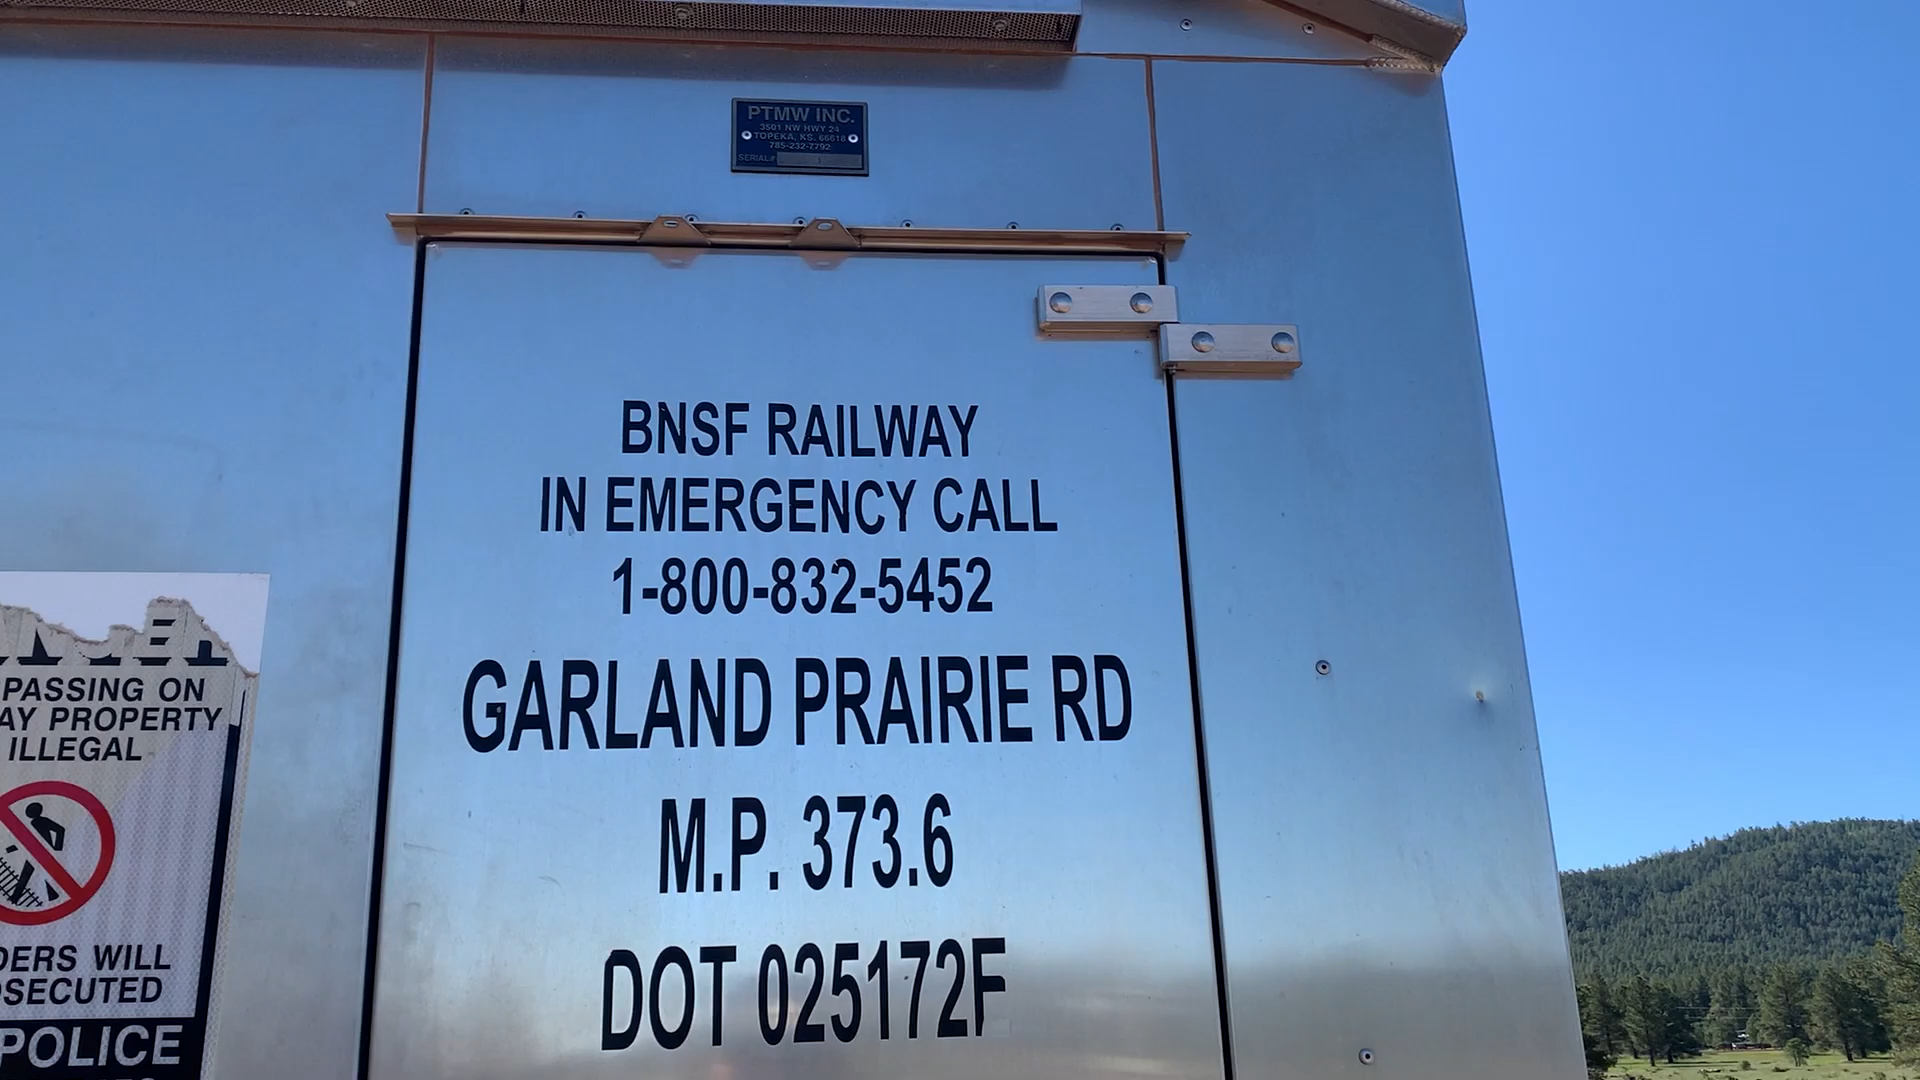 PTMW INC.
3501 NW HWY 24
TOPEKA, KS. 66618
785-232-7792
SERIAL#
BNSF RAILWAY
IN EMERGENCY CALL
1-800-832-5452
GARLAND PRAIRIE RD
M.P. 373.6
DOT 025172F
PASSING ON
AY PROPERTY
ILLEGAL
DERS WILL
OSECUTED
POLICE